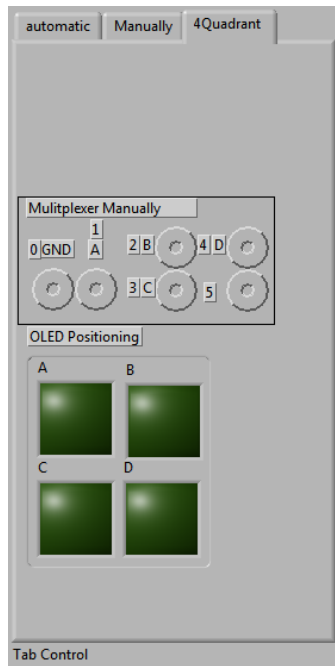 automatic Manually 4Quadrant
Mulitplexer Manually
1
0 GND A 2 B 4 D
3 C 5
OLED Positioning
A B
C D
Tab Control